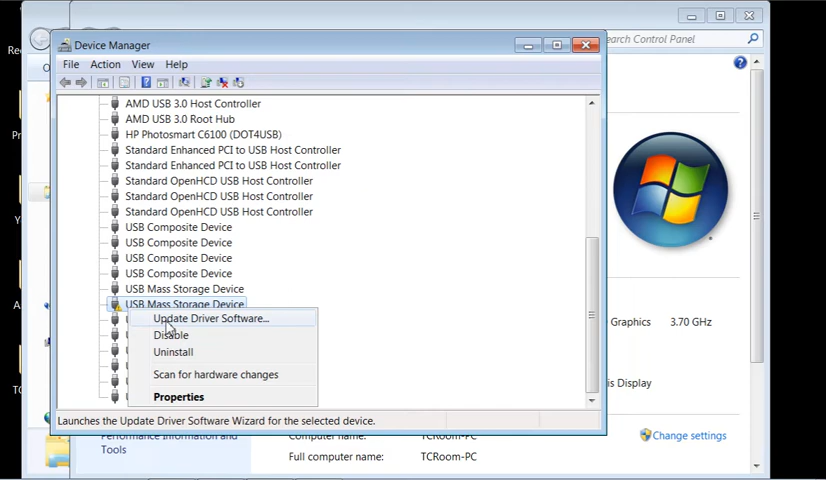 Device Manager
File Action View Help
AMD USB 3.0 Host Controller
AMD USB 3.0 Root Hub
HP Photosmart C6100 (DOT4USB)
Standard Enhanced PCI to USB Host Controller
Standard Enhanced PCI to USB Host Controller
Standard OpenHCD USB Host Controller
Standard OpenHCD USB Host Controller
Standard OpenHCD USB Host Controller
USB Composite Device
USB Composite Device
USB Composite Device
USB Composite Device
USB Mass Storage Device
USB Mass Storage Device
Update Driver Software...
Disable
Uninstall
Scan for hardware changes
Properties
Launches the Update Driver Software Wizard for the selected device.
earch Control Panel
Graphics 3.70 GHz
is Display
Performance Information and
Tools
Computer name: TCRoom-PC
Full computer name: TCRoom-PC
Change settings